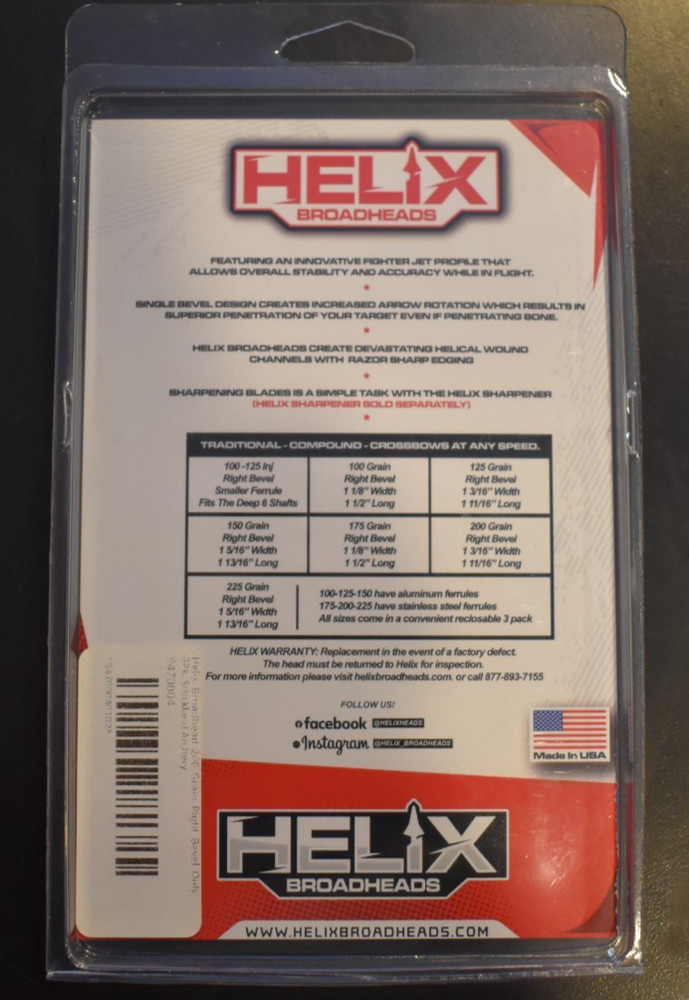 HELIX
BROADHEADS
FEATURING AN INNOVATIVE FIGHTER JET PROFILE THAT
ALLOWS OVERALL STABILITY AND ACCURACY WHILE IN FLIGHT.
*
SINGLE BEVEL DESIGN CREATES INCREASED ARROW ROTATION WHICH RESULTS IN
SUPERIOR PENETRATION OF YOUR TARGET EVEN IF PENETRATING BONE.
*
HELIX BROADHEADS CREATE DEVASTATING HELICAL WOUND
CHANNELS WITH RAZOR SHARP EDGING
*
SHARPENING BLADES IS A SIMPLE TASK WITH THE HELIX SHARPENER
(HELIX SHARPENER SOLD SEPARATELY)
*
TRADITIONAL - COMPOUND - CROSSBOWS AT ANY SPEED.
100 -125 Inj
Right Bevel
Smaller Ferrule
Fits The Deep 6 Shafts
100 Grain
Right Bevel
1 1/8" Width
1 1/2" Long
125 Grain
Right Bevel
1 3/16" Width
1 11/16" Long
150 Grain
Right Bevel
1 5/16" Width
1 13/16" Long
175 Grain
Right Bevel
1 1/8" Width
1 1/2" Long
200 Grain
Right Bevel
1 3/16" Width
1 11/16" Long
225 Grain
Right Bevel
1 5/16" Width
1 13/16" Long
100-125-150 have aluminum ferrules
175-200-225 have stainless steel ferrules
All sizes come in a convenient reclosable 3 pack
HELIX WARRANTY: Replacement in the event of a factory defect.
The head must be returned to Helix for inspection.
For more information please visit helixbroadheads.com. or call 877-893-7155
FOLLOW US!
facebook @HELIXHEADS
Instagram @HELIX_BROADHEADS
Made In USA
Helix Broadhead 200 Grain Right Bevel Only
3Pk Archery
9470034
HELIX
BROADHEADS
WWW.HELIXBROADHEADS.COM